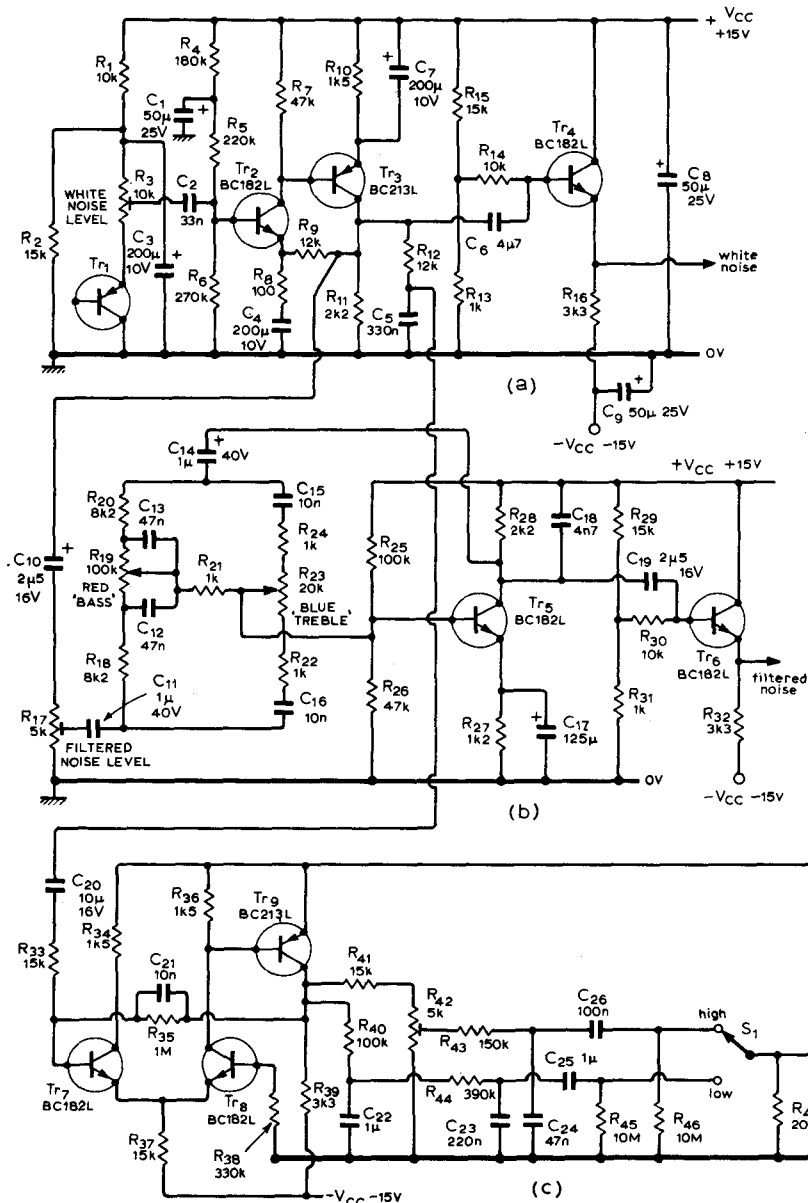 + VCC
+15V
R1
10k
R4
180k
C1
50µ
25V
R5
220k
R7
47k
R10
1k5
C7
200µ
10V
R15
15k
Tr4
BC182L
R14
10k
Tr2
BC182L
Tr3
BC213L
C8
50µ
25V
WHITE
NOISE
LEVEL
R3
10k
C2
33n
R2
15k
C3
200µ
10V
Tr1
R6
270k
R9
12k
R8
100
C4
200µ
10V
R11
2k2
R12
12k
C5
330n
C6
4µ7
R13
1k
R16
3k3
white
noise
0V
(a)
C9 50µ 25V
−VCC −15V
C14
1µ
40V
+VCC +15V
R20
8k2
C13
47n
C15
10n
R24
1k
R25
100k
R28
2k2
C18
4n7
R29
15k
C10
2µ5
16V
R19
100k
RED
'BASS'
R21
1k
R23
20k
'BLUE
TREBLE'
C19
2µ5
16V
Tr5
BC182L
C12
47n
R18
8k2
R22
1k
R30
10k
Tr6
BC182L
filtered
noise
C11
1µ
40V
C16
10n
R26
47k
R17
5k
FILTERED
NOISE LEVEL
R27
1k2
C17
125µ
R31
1k
R32
3k3
0V
(b)
−VCC −15V
C20
10µ
16V
R34
1k5
R36
1k5
Tr9
BC213L
R33
15k
C21
10n
R35
1M
R41
15k
R42
5k
R40
100k
R43
150k
C26
100n
high
S1
C25 1µ
low
R44
390k
Tr7
BC182L
Tr8
BC182L
R39
3k3
C22
1µ
C23
220n
C24
47n
R45
10M
R46
10M
R4
20
R37
15k
R38
330k
−VCC −15V
(c)